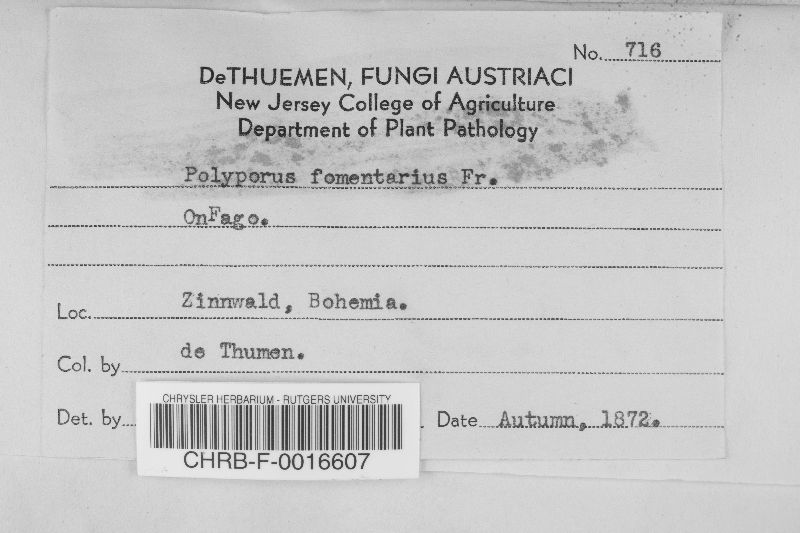 No. 716
DeTHUEMEN, FUNGI AUSTRIACI
New Jersey College of Agriculture
Department of Plant Pathology
Polyporus fomentarius Fr.
OnFago.
Loc. Zinnwald, Bohemia.
Col. by de Thumen.
Det. by Date Autumn, 1872.
CHRYSLER HERBARIUM - RUTGERS UNIVERSITY
CHRB-F-0016607